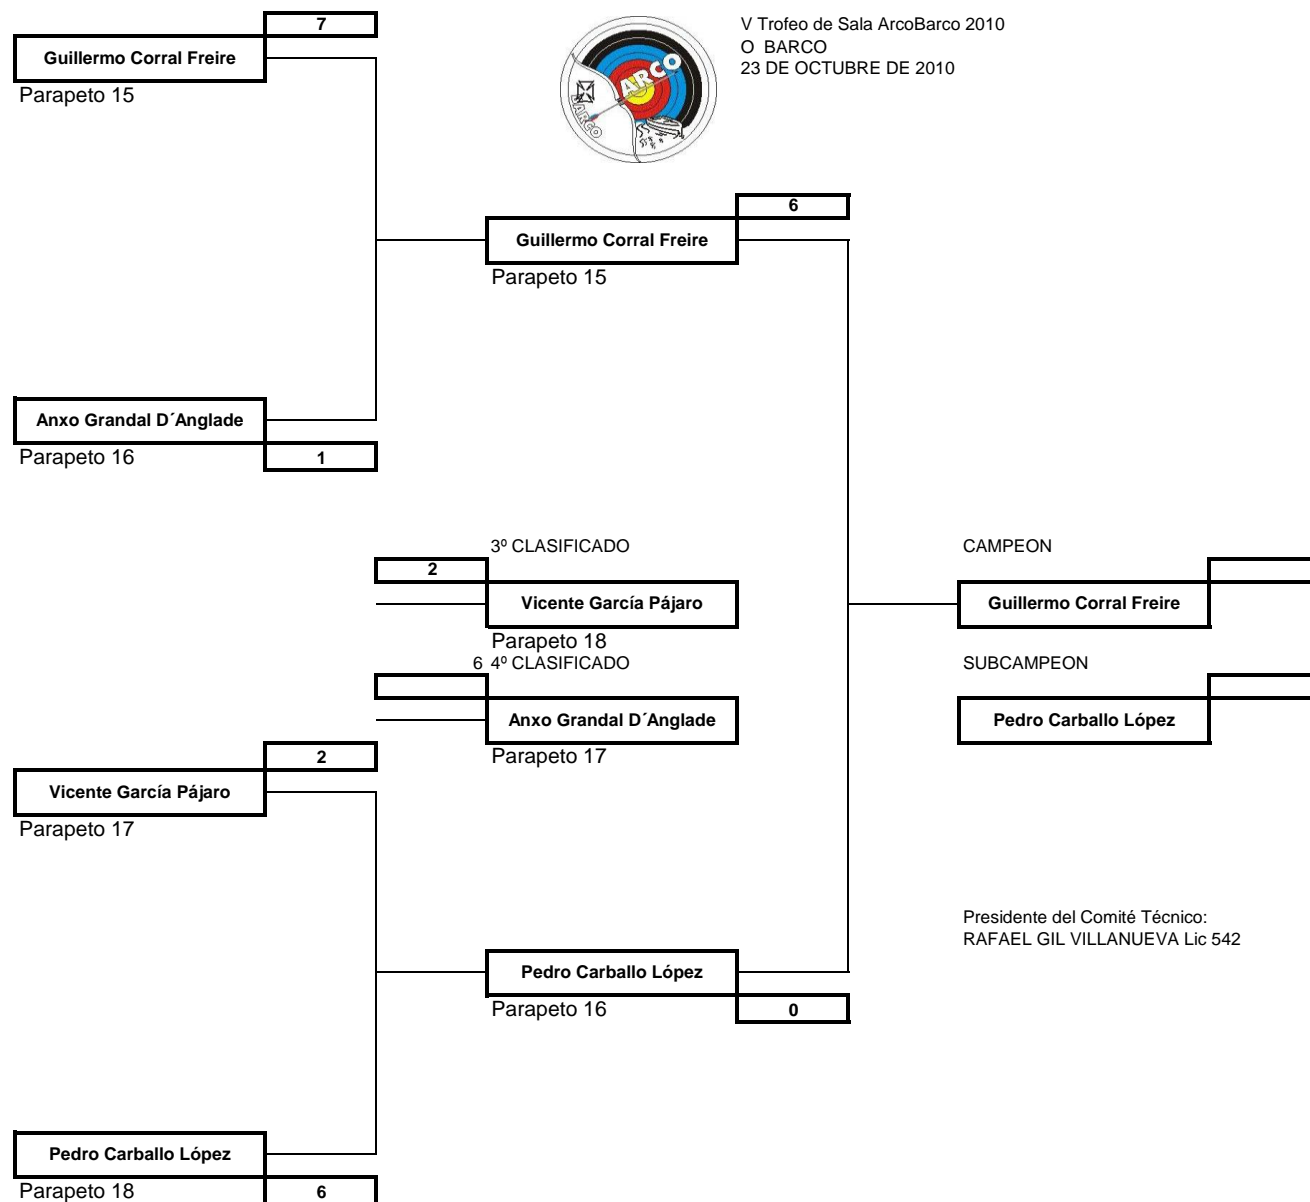 7
V Trofeo de Sala ArcoBarco 2010
O BARCO
23 DE OCTUBRE DE 2010
Guillermo Corral Freire
Parapeto 15
ARCO
BARCO
6
Guillermo Corral Freire
Parapeto 15
Anxo Grandal D´Anglade
Parapeto 16
1
3º CLASIFICADO
CAMPEON
2
Vicente García Pájaro
Guillermo Corral Freire
Parapeto 18
6 4º CLASIFICADO
SUBCAMPEON
Anxo Grandal D´Anglade
Pedro Carballo López
Parapeto 17
2
Vicente García Pájaro
Parapeto 17
Presidente del Comité Técnico:
RAFAEL GIL VILLANUEVA Lic 542
Pedro Carballo López
Parapeto 16
0
Pedro Carballo López
Parapeto 18
6